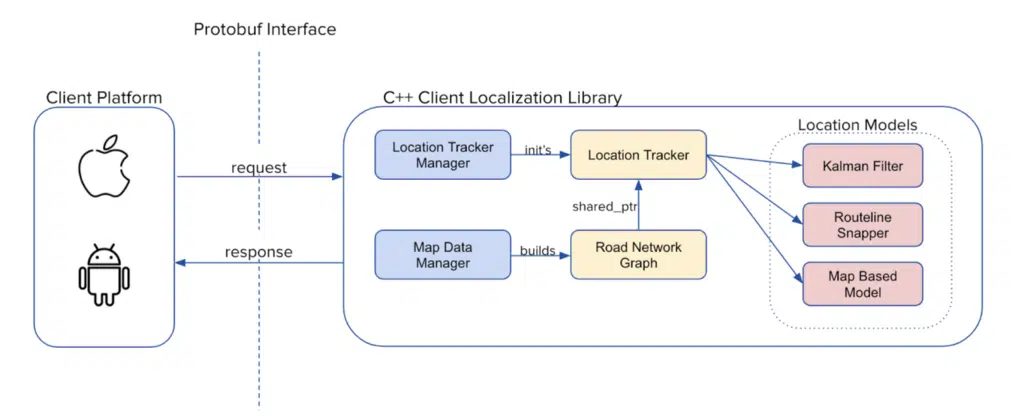 Protobuf Interface
Client Platform
C++ Client Localization Library
Location Models
Location Tracker
Manager
init's
Location Tracker
Kalman Filter
request
shared_ptr
Routeline
Snapper
response
Map Data
Manager
builds
Road Network
Graph
Map Based
Model